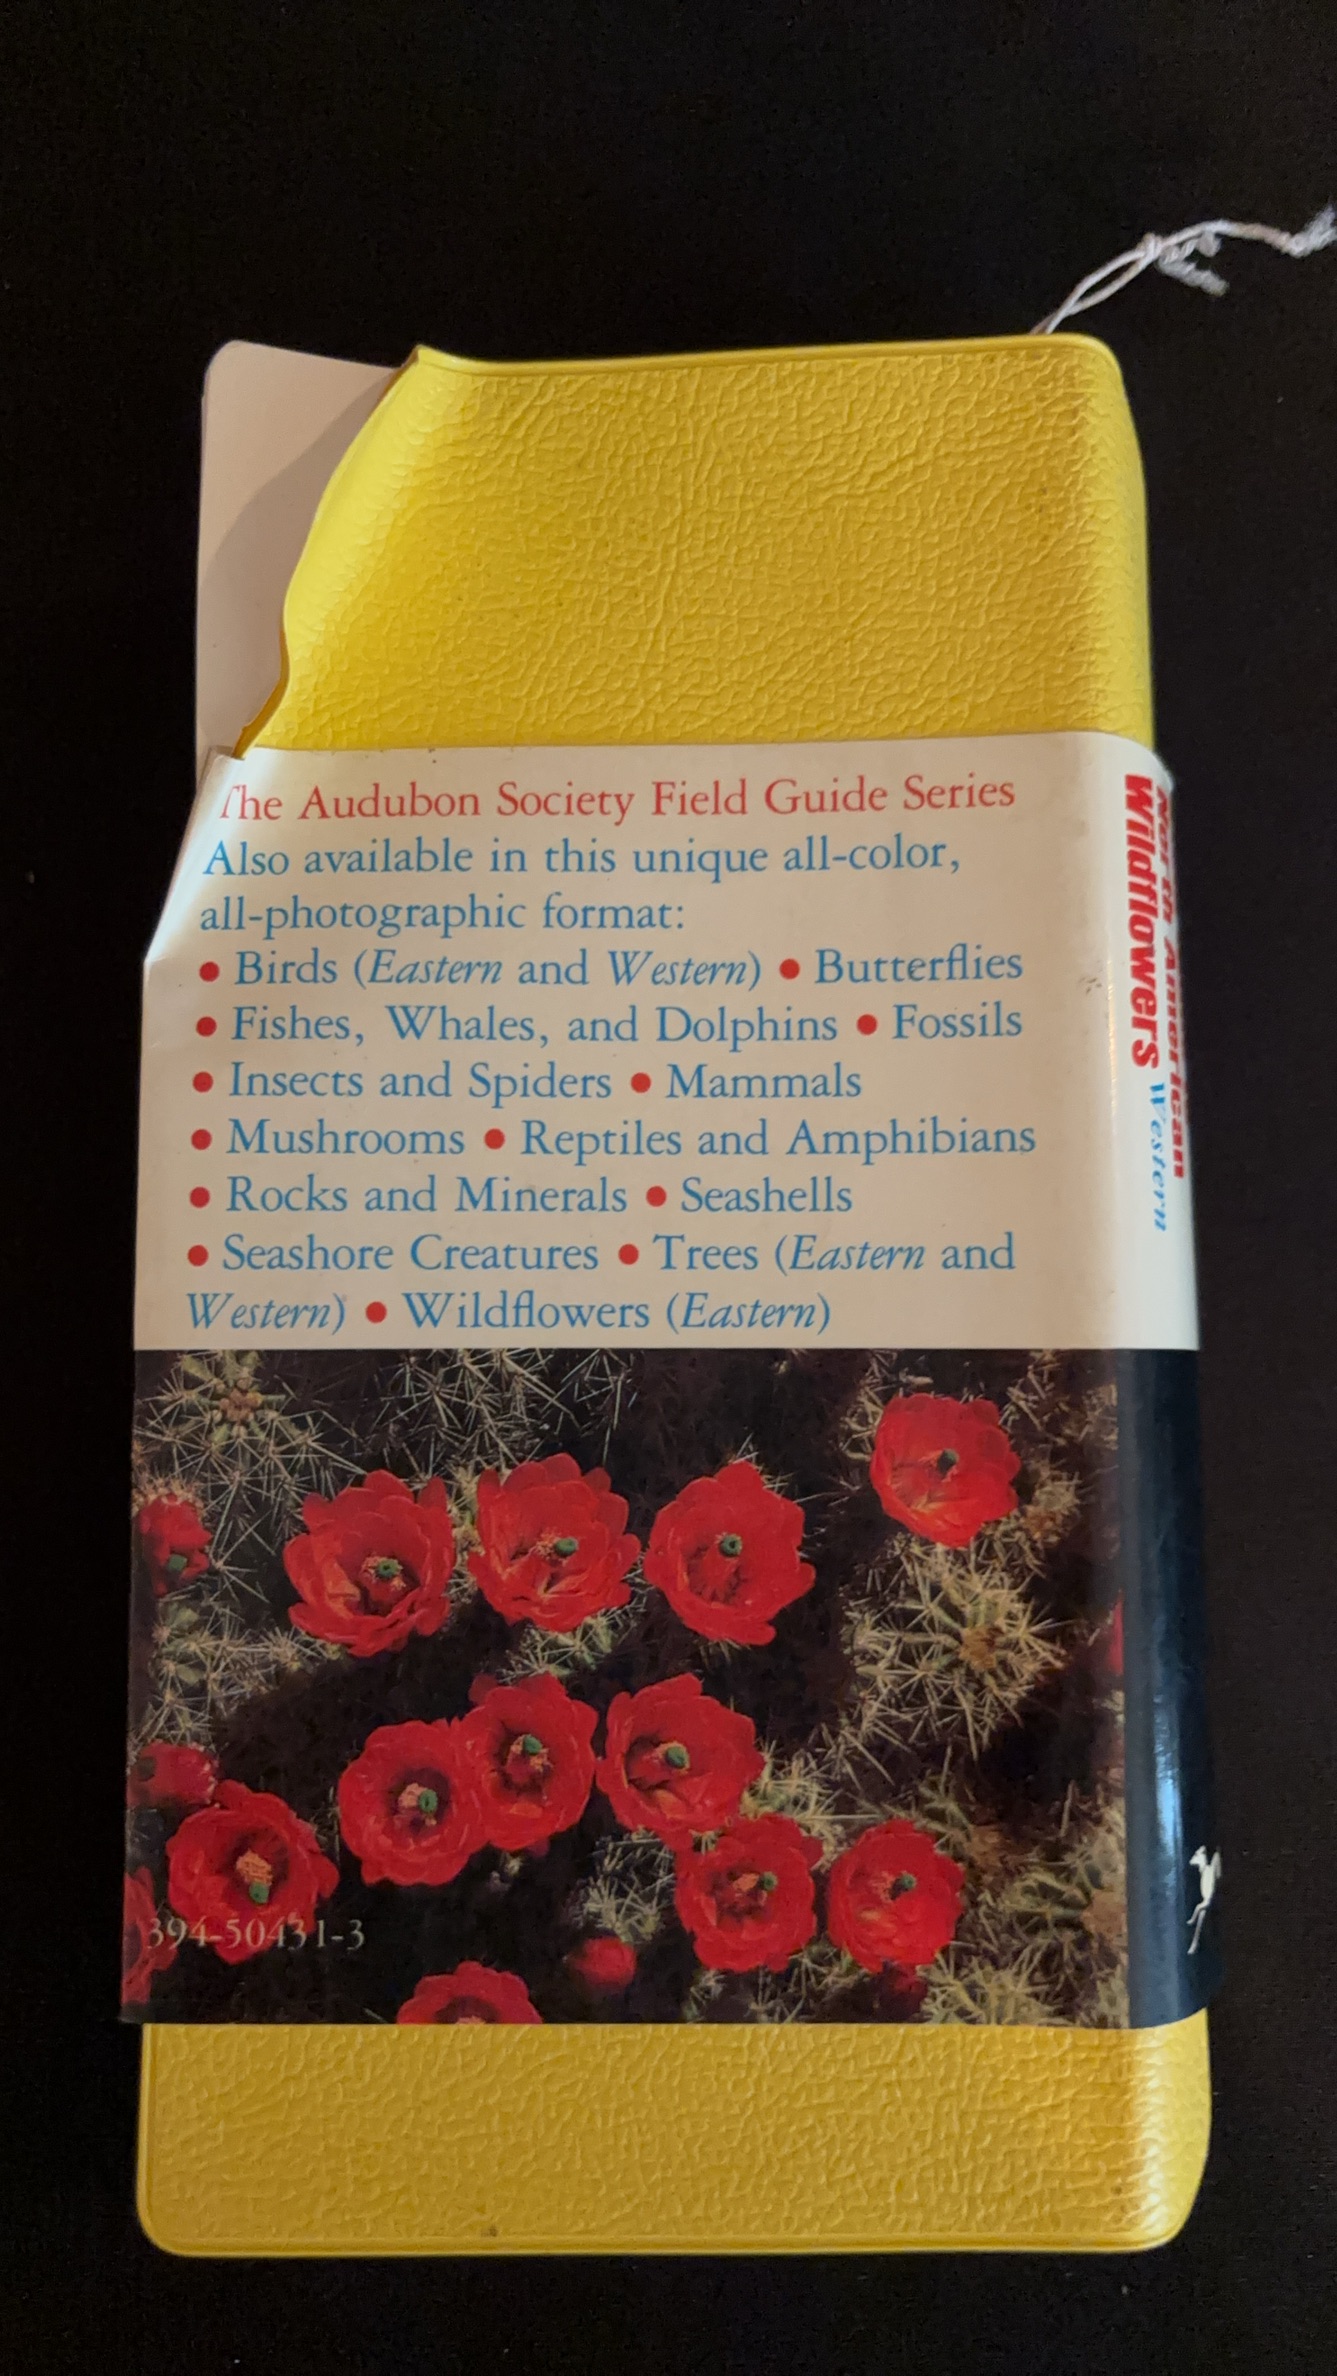 The Audubon Society Field Guide Series
Also available in this unique all-color,
all-photographic format:
• Birds (Eastern and Western) • Butterflies
• Fishes, Whales, and Dolphins • Fossils
• Insects and Spiders • Mammals
• Mushrooms • Reptiles and Amphibians
• Rocks and Minerals • Seashells
• Seashore Creatures • Trees (Eastern and
Western) • Wildflowers (Eastern)
394-50431-3
North American
Wildflowers Western